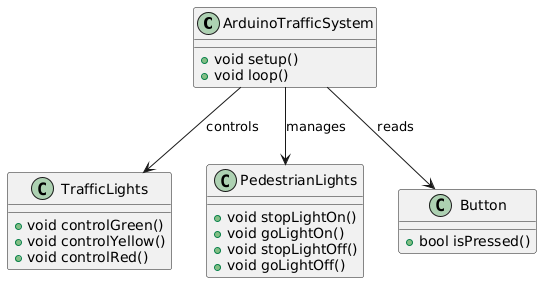 C ArduinoTrafficSystem
void setup()
void loop()
controls
manages
reads
C TrafficLights
void controlGreen()
void controlYellow()
void controlRed()
C PedestrianLights
void stopLightOn()
void goLightOn()
void stopLightOff()
void goLightOff()
C Button
bool isPressed()